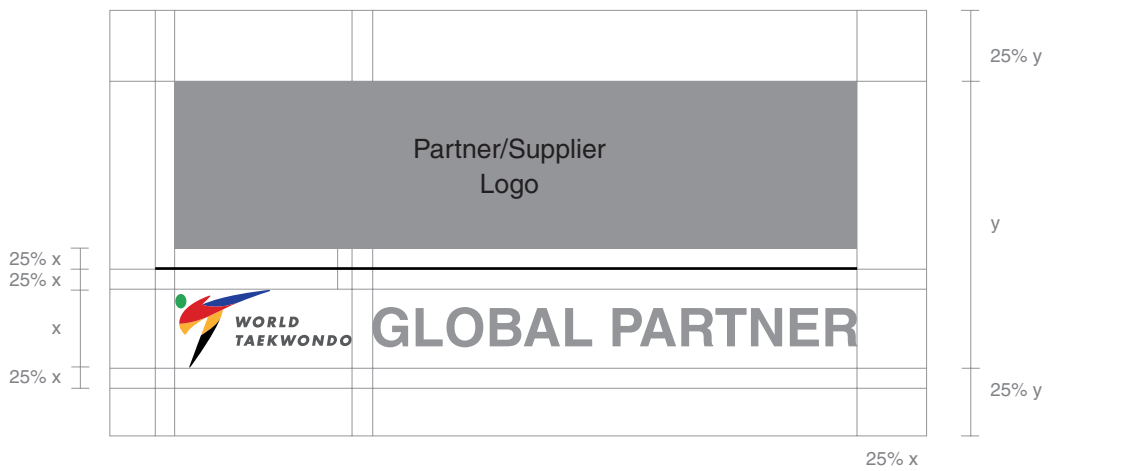 25% y
Partner/Supplier
Logo
y
25% x
25% x
x
WORLD
TAEKWONDO
GLOBAL PARTNER
25% x
25% y
25% x